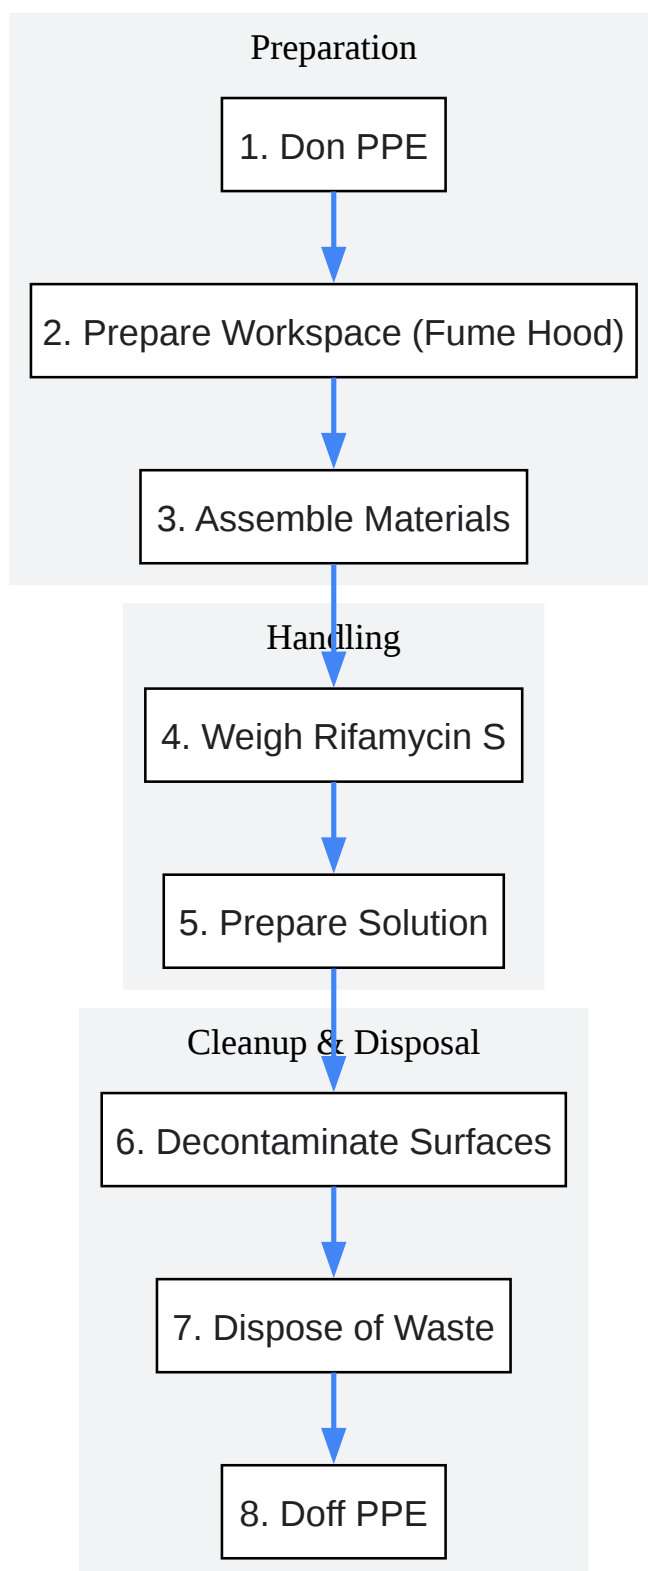 Preparation
1. Don PPE
2. Prepare Workspace (Fume Hood)
3. Assemble Materials
Handling
4. Weigh Rifamycin S
5. Prepare Solution
Cleanup & Disposal
6. Decontaminate Surfaces
7. Dispose of Waste
8. Doff PPE